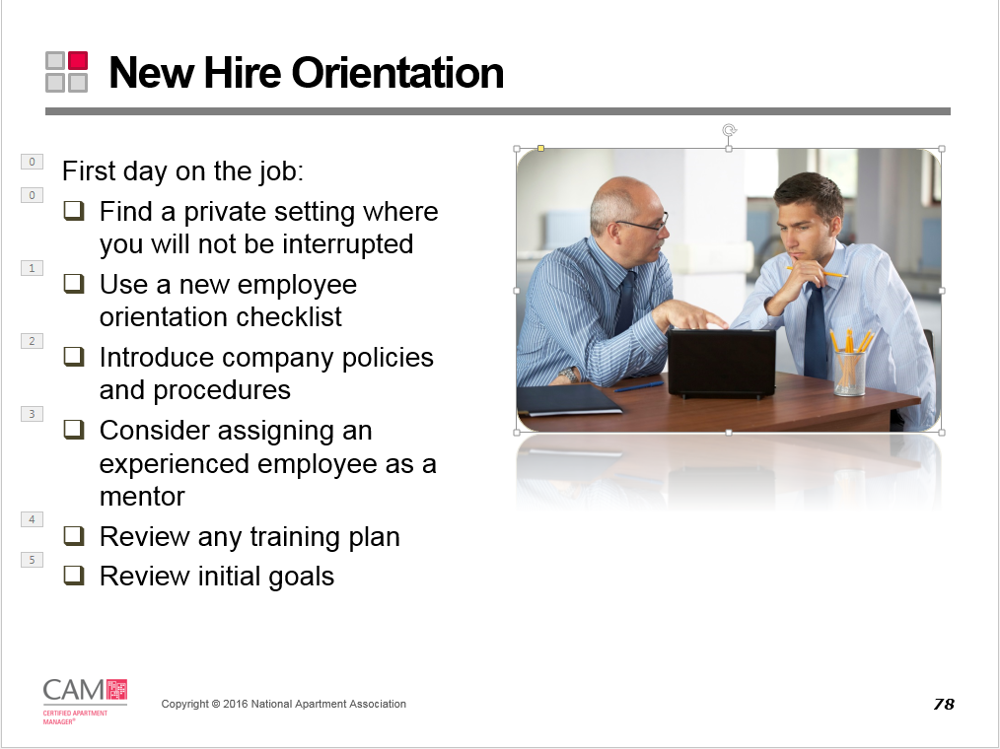 New Hire Orientation
0
First day on the job:
0
❑ Find a private setting where
you will not be interrupted
1
❑ Use a new employee
orientation checklist
2
❑ Introduce company policies
and procedures
3
❑ Consider assigning an
experienced employee as a
mentor
4
❑ Review any training plan
5
❑ Review initial goals
CAM
CERTIFIED APARTMENT
MANAGER®
Copyright © 2016 National Apartment Association
78